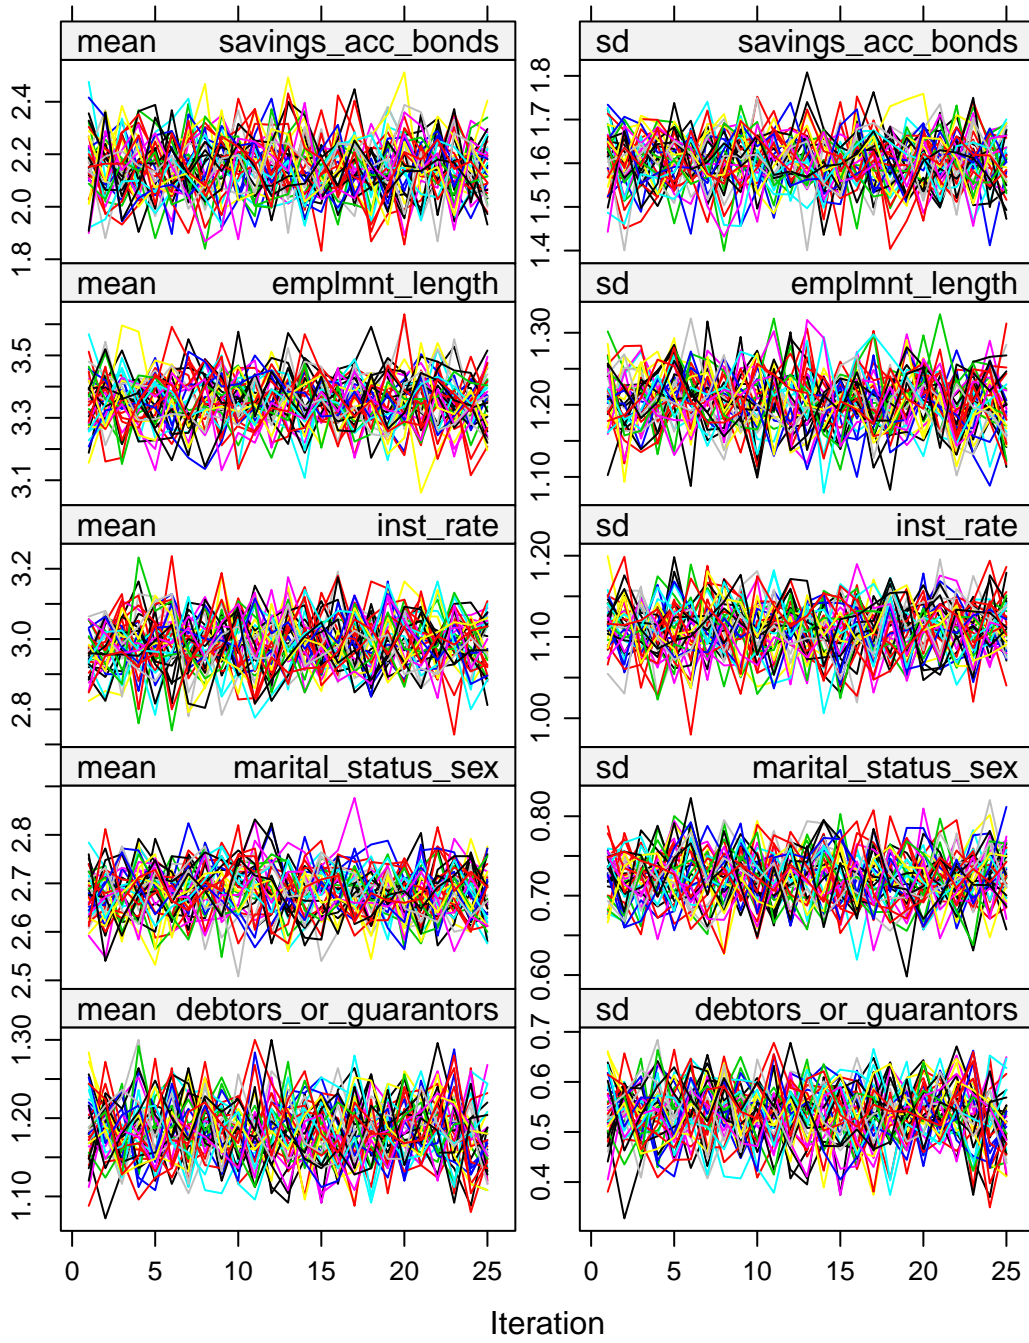 mean savings_acc_bonds sd savings_acc_bonds
1.8 2.0 2.2 2.4 1.4 1.5 1.6 1.7 1.8
mean emplmnt_length sd emplmnt_length
3.1 3.3 3.5 1.10 1.20 1.30
mean inst_rate sd inst_rate
2.8 3.0 3.2 1.00 1.10 1.20
mean marital_status_sex sd marital_status_sex
2.5 2.6 2.7 2.8 0.60 0.70 0.80
mean debtors_or_guarantors sd debtors_or_guarantors
1.10 1.20 1.30 0.4 0.5 0.6 0.7
0 5 10 15 20 25 0 5 10 15 20 25
Iteration